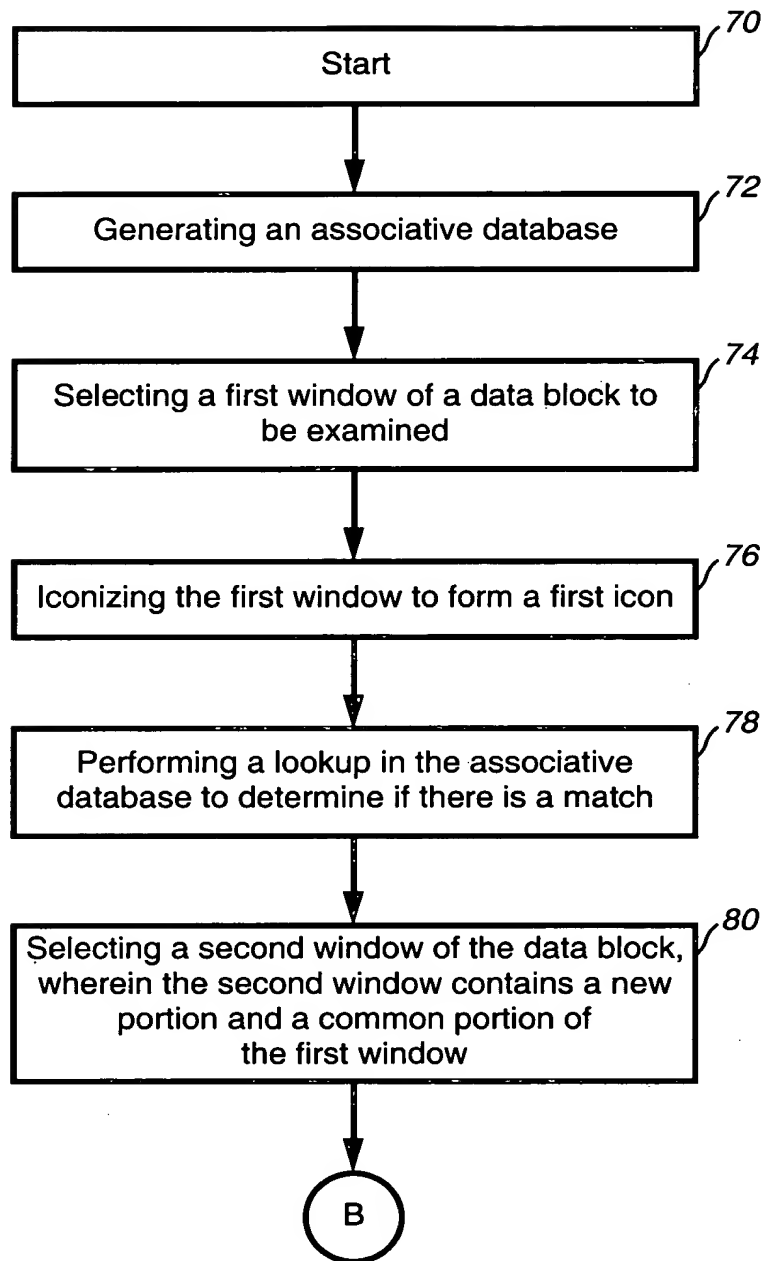 70
Start
72
Generating an associative database
74
Selecting a first window of a data block to
be examined
76
Iconizing the first window to form a first icon
78
Performing a lookup in the associative
database to determine if there is a match
80
Selecting a second window of the data block,
wherein the second window contains a new
portion and a common portion of
the first window
B